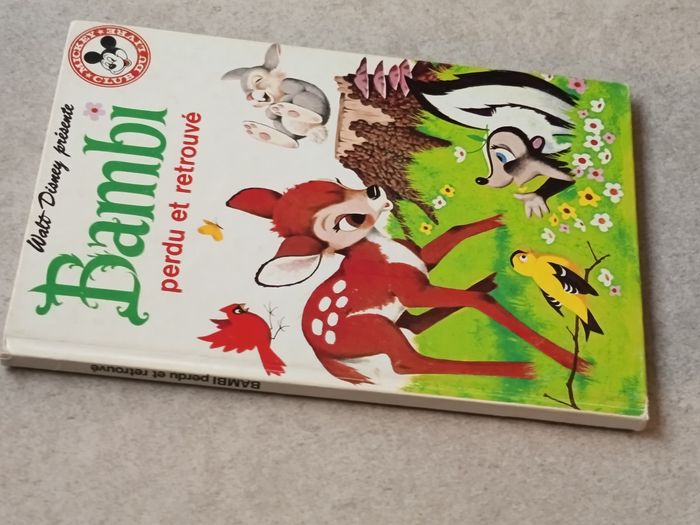 MICKEY
CLUB DU
LIVRE
Walt Disney présente
BAMBI
perdu et retrouvé
BAMBI perdu et retrouvé